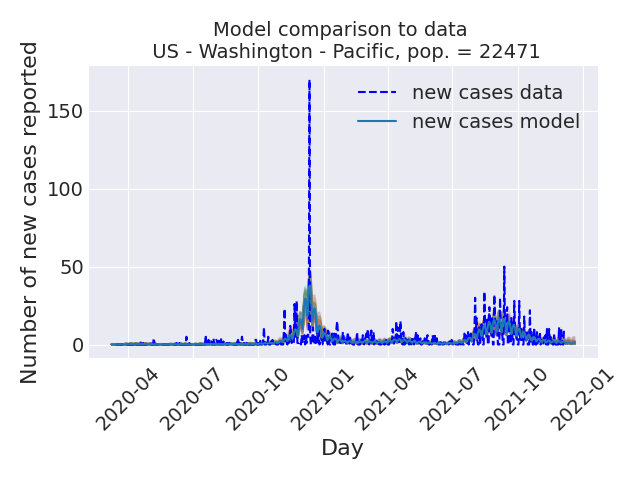 Model comparison to data
US - Washington - Pacific, pop. = 22471
Number of new cases reported
150
100
50
0
new cases data
new cases model
2020-04
2020-07
2020-10
2021-01
2021-04
2021-07
2021-10
2022-01
Day